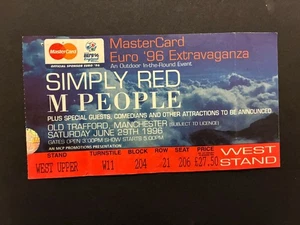 MasterCard
OFFICIAL SPONSOR EURO '96
MasterCard
Euro '96 Extravaganza
An Outdoor In-the-Round Event
SIMPLY RED
M PEOPLE
PLUS SPECIAL GUESTS, COMEDIANS AND OTHER ATTRACTIONS TO BE ANNOUNCED
OLD TRAFFORD, MANCHESTER (SUBJECT TO LICENCE)
SATURDAY JUNE 29TH 1996
GATES OPEN 3:00PM SHOW STARTS 5:00PM
AN MCP PROMOTIONS PRESENTATION
STAND TURNSTILE BLOCK ROW SEAT PRICE
WEST UPPER W11 204 21 206 £27.50
WEST
STAND